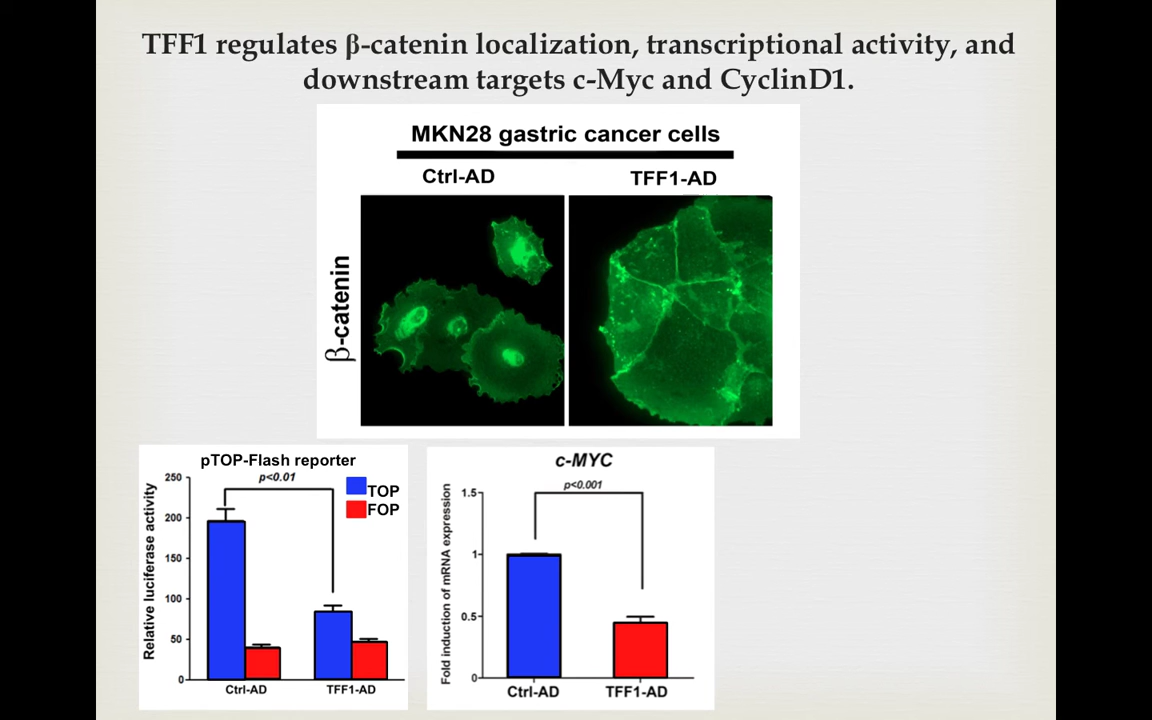 TFF1 regulates β-catenin localization, transcriptional activity, and
downstream targets c-Myc and CyclinD1.
MKN28 gastric cancer cells
Ctrl-AD
TFF1-AD
β-catenin
pTOP-Flash reporter
p<0.01
TOP
FOP
Relative luciferase activity
250
200
150
100
50
0
Ctrl-AD
TFF1-AD
c-MYC
p<0.001
Fold induction of mRNA expression
1.5
1
0.5
0
Ctrl-AD
TFF1-AD